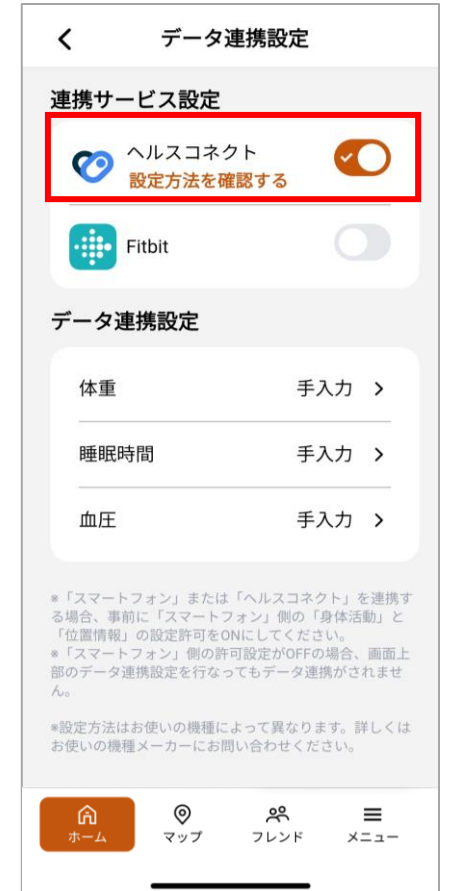 データ連携設定
連携サービス設定
ヘルスコネクト
設定方法を確認する
Fitbit
データ連携設定
体重 手入力
睡眠時間 手入力
血圧 手入力
※「スマートフォン」または「ヘルスコネクト」を連携す
る場合、事前に「スマートフォン」側の「身体活動」と
「位置情報」の設定許可をONにしてください。
※「スマートフォン」側の許可設定がOFFの場合、画面上
部のデータ連携設定を行なってもデータ連携がされませ
ん。
※設定方法はお使いの機種によって異なります。詳しくは
お使いの機種メーカーにお問い合わせください。
ホーム マップ フレンド メニュー